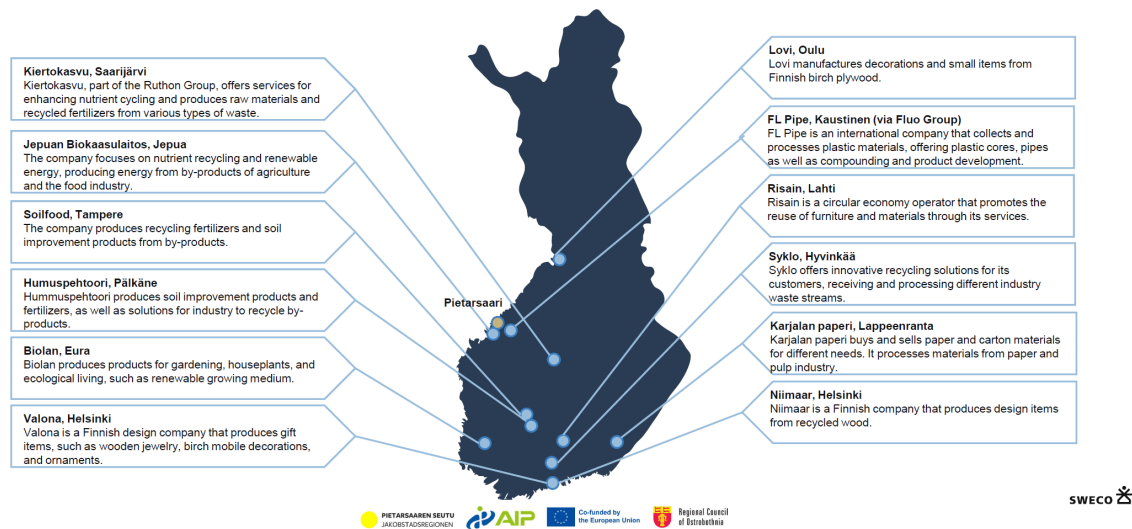 Kiertokasvu, Saarijärvi
Kiertokasvu, part of the Ruthon Group, offers services for
enhancing nutrient cycling and produces raw materials and
recycled fertilizers from various types of waste.
Jepuan Biokaasulaitos, Jepua
The company focuses on nutrient recycling and renewable
energy, producing energy from by-products of agriculture
and the food industry.
Soilfood, Tampere
The company produces recycling fertilizers and soil
improvement products from by-products.
Humuspehtoori, Pälkäne
Hummuspehtoori produces soil improvement products and
fertilizers, as well as solutions for industry to recycle by-
products.
Biolan, Eura
Biolan produces products for gardening, houseplants, and
ecological living, such as renewable growing medium.
Valona, Helsinki
Valona is a Finnish design company that produces gift
items, such as wooden jewelry, birch mobile decorations,
and ornaments.
Pietarsaari
Lovi, Oulu
Lovi manufactures decorations and small items from
Finnish birch plywood.
FL Pipe, Kaustinen (via Fluo Group)
FL Pipe is an international company that collects and
processes plastic materials, offering plastic cores, pipes
as well as compounding and product development.
Risain, Lahti
Risain is a circular economy operator that promotes the
reuse of furniture and materials through its services.
Syklo, Hyvinkää
Syklo offers innovative recycling solutions for its
customers, receiving and processing different industry
waste streams.
Karjalan paperi, Lappeenranta
Karjalan paperi buys and sells paper and carton materials
for different needs. It processes materials from paper and
pulp industry.
Niimaar, Helsinki
Niimaar is a Finnish company that produces design items
from recycled wood.
PIETARSAAREN SEUTU
JAKOBSTADSREGIONEN
AIP
Co-funded by
the European Union
Regional Council
of Ostrobothnia
SWECO